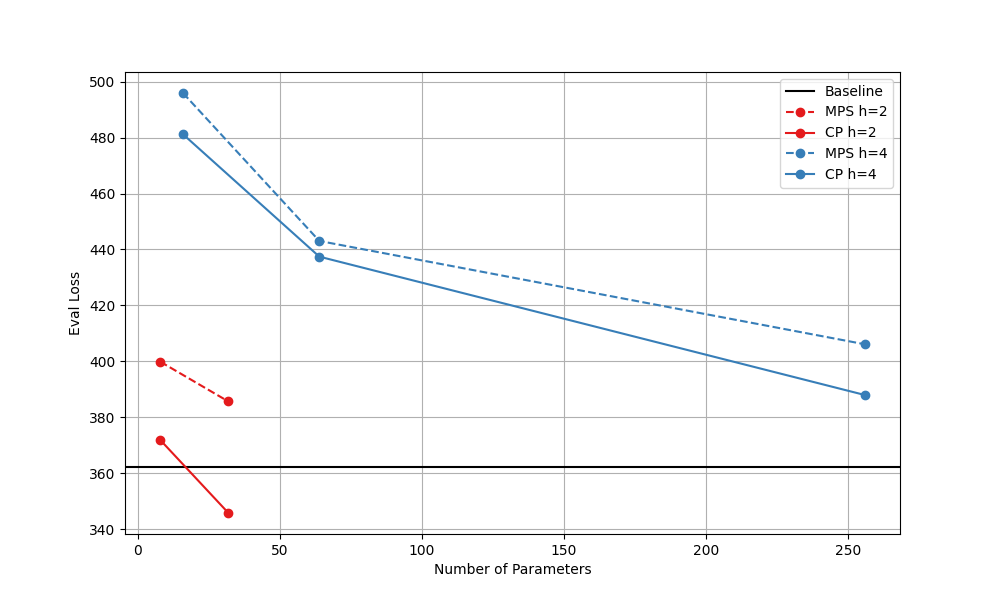 Eval Loss
500
480
460
440
420
400
380
360
340
0 50 100 150 200 250
Number of Parameters
Baseline
MPS h=2
CP h=2
MPS h=4
CP h=4